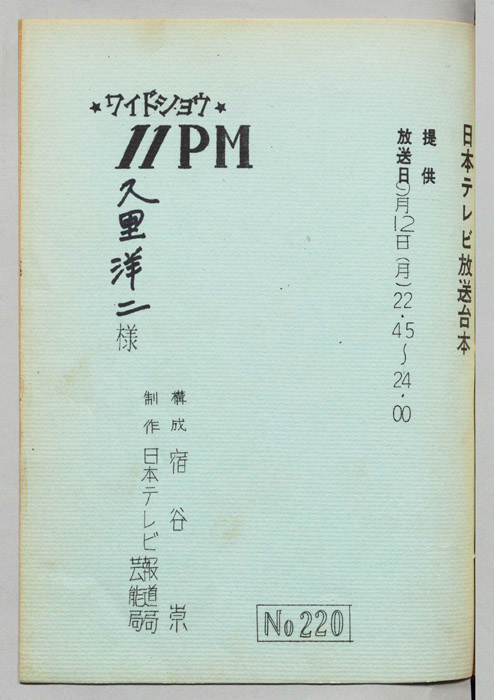 日本テレビ放送台本
提供
放送日 9月12日(月)22.45~24.00
★ワイドショウ★
11PM
久里洋二
様
構成 宿谷 崇
制作 日本テレビ 報道局
芸能局
No 220